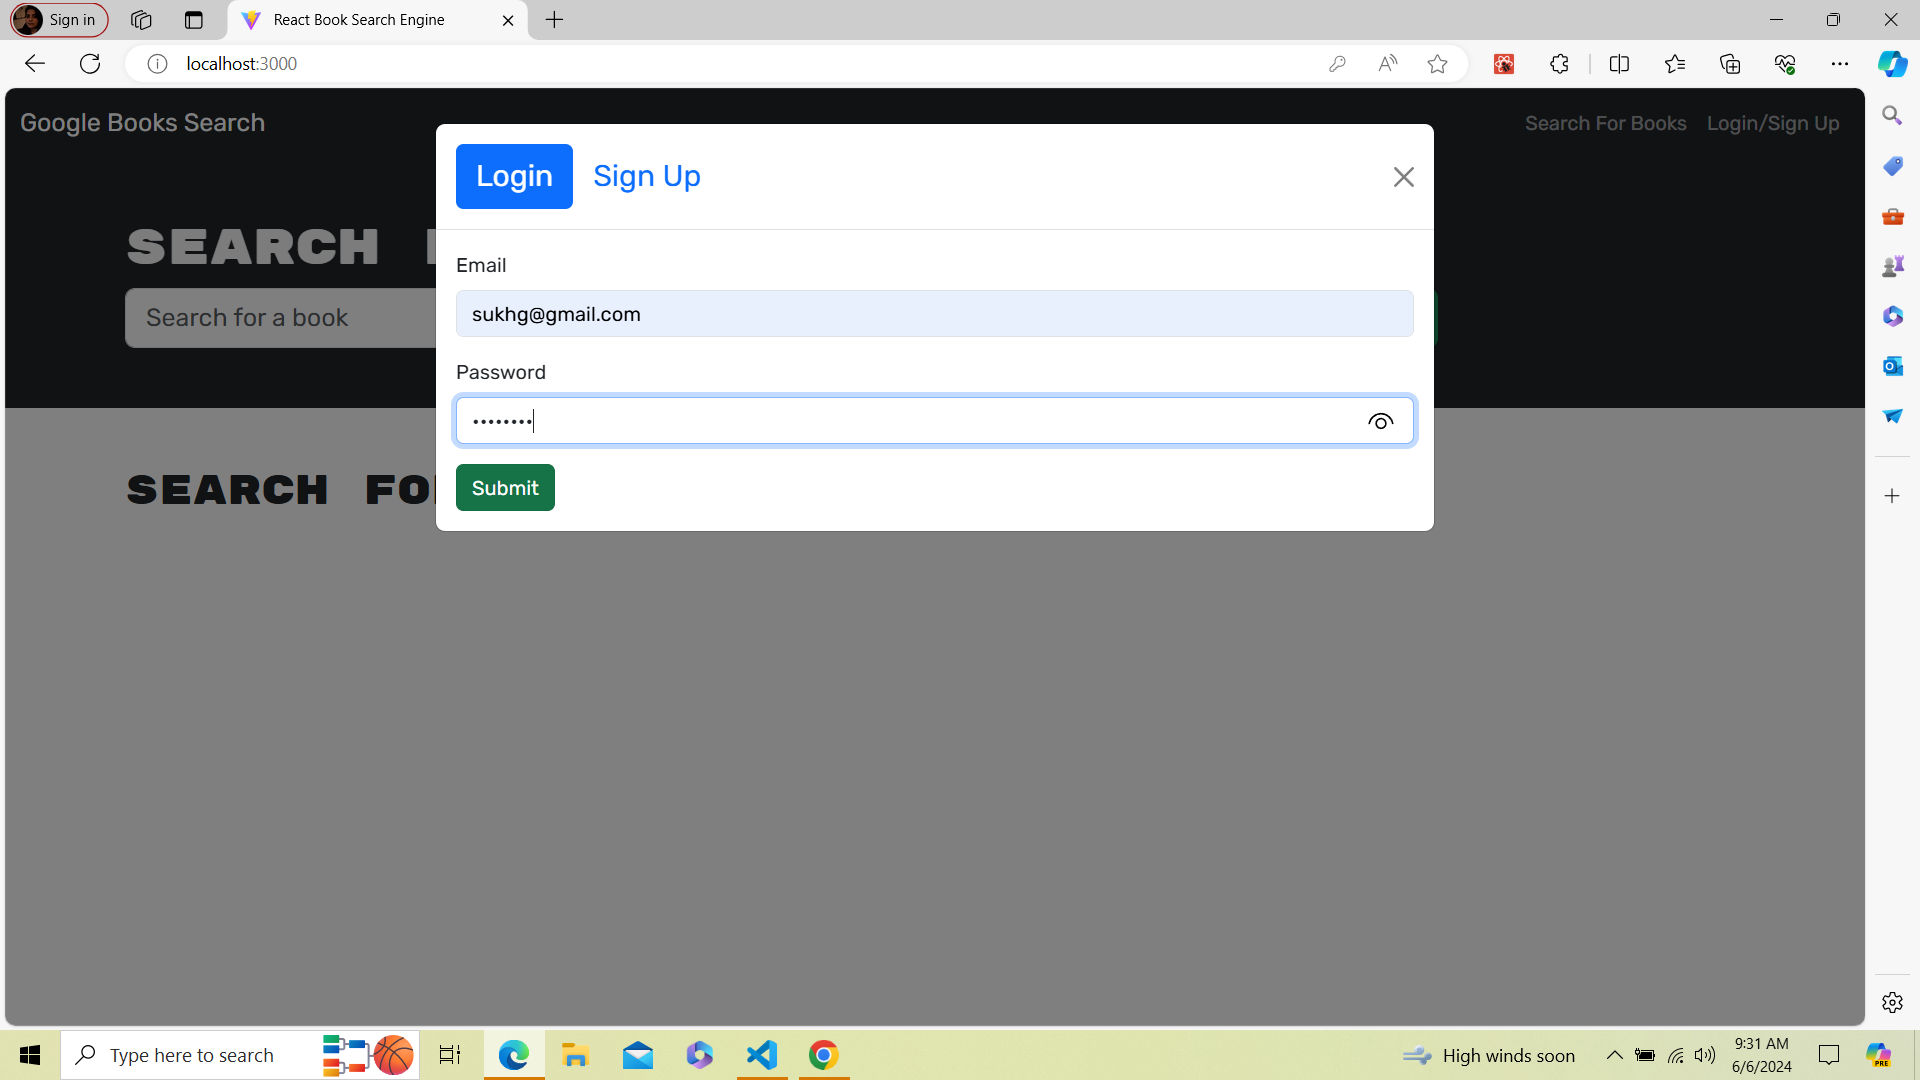 Sign in
React Book Search Engine
localhost:3000
Google Books Search
Search For Books
Login/Sign Up
Login
Sign Up
SEARCH
Search for a book
Email
sukhg@gmail.com
Password
••••••••
Submit
SEARCH FO
Type here to search
High winds soon
9:31 AM
6/6/2024
PRE